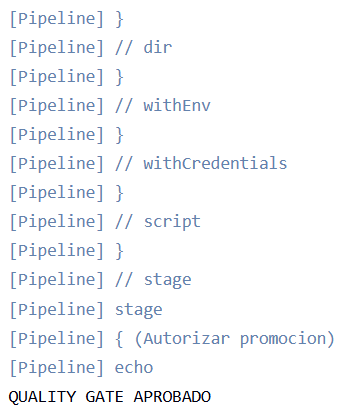 [Pipeline] }
[Pipeline] // dir
[Pipeline] }
[Pipeline] // withEnv
[Pipeline] }
[Pipeline] // withCredentials
[Pipeline] }
[Pipeline] // script
[Pipeline] }
[Pipeline] // stage
[Pipeline] stage
[Pipeline] { (Autorizar promocion)
[Pipeline] echo
QUALITY GATE APROBADO